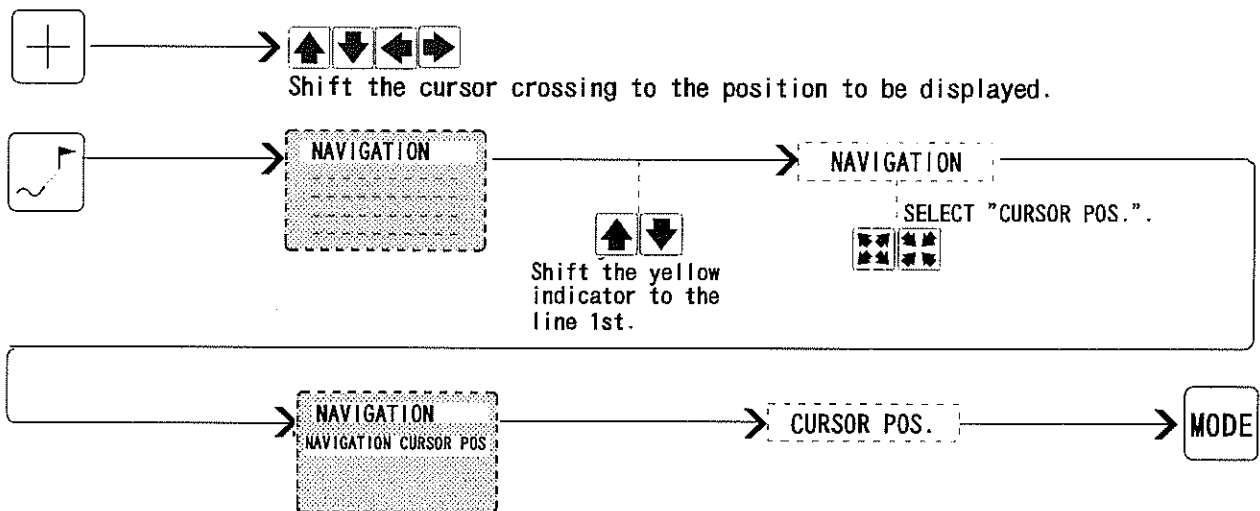 Shift the cursor crossing to the position to be displayed.
NAVIGATION
NAVIGATION
SELECT "CURSOR POS.".
Shift the yellow
indicator to the
line 1st.
NAVIGATION
NAVIGATION CURSOR POS
CURSOR POS.
MODE